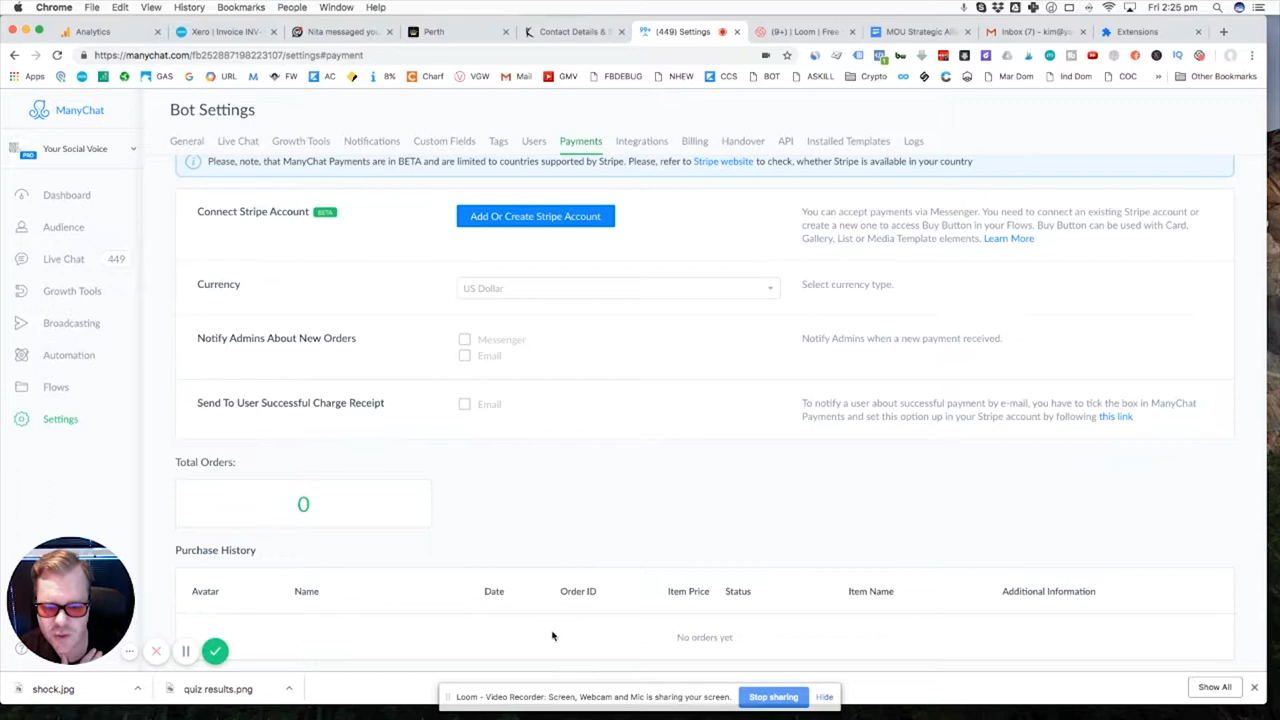 Chrome File Edit View History Bookmarks People Window Help Fri 2:25 pm
Analytics
Xero | Invoice INV-
Nita messaged you
Perth
Contact Details &
(449) Settings
(9+) | Loom | Free
MOU Strategic Alli
Inbox (7) - kim@yo
Extensions
https://manychat.com/fb252887198223107/settings#payment
Apps GAS URL FW AC 8% Charf VGW Mail GMV FBDEBUG NHEW CCS BOT ASKILL Crypto Mar Dom Ind Dom COC » Other Bookmarks
ManyChat
Bot Settings
PRO
Your Social Voice
General Live Chat Growth Tools Notifications Custom Fields Tags Users Payments Integrations Billing Handover API Installed Templates Logs
Please, note, that ManyChat Payments are in BETA and are limited to countries supported by Stripe. Please, refer to Stripe website to check, whether Stripe is available in your country
Dashboard
Audience
Live Chat 449
Growth Tools
Broadcasting
Automation
Flows
Settings
Connect Stripe Account BETA
Add Or Create Stripe Account
You can accept payments via Messenger. You need to connect an existing Stripe account or
create a new one to access Buy Button in your Flows. Buy Button can be used with Card,
Gallery, List or Media Template elements. Learn More
Currency
US Dollar
Select currency type.
Notify Admins About New Orders
Messenger
Email
Notify Admins when a new payment received.
Send To User Successful Charge Receipt
Email
To notify a user about successful payment by e-mail, you have to tick the box in ManyChat
Payments and set this option up in your Stripe account by following this link
Total Orders:
0
Purchase History
Avatar Name Date Order ID Item Price Status Item Name Additional Information
No orders yet
shock.jpg
quiz results.png
Loom - Video Recorder: Screen, Webcam and Mic is sharing your screen.
Stop sharing
Hide
Show All